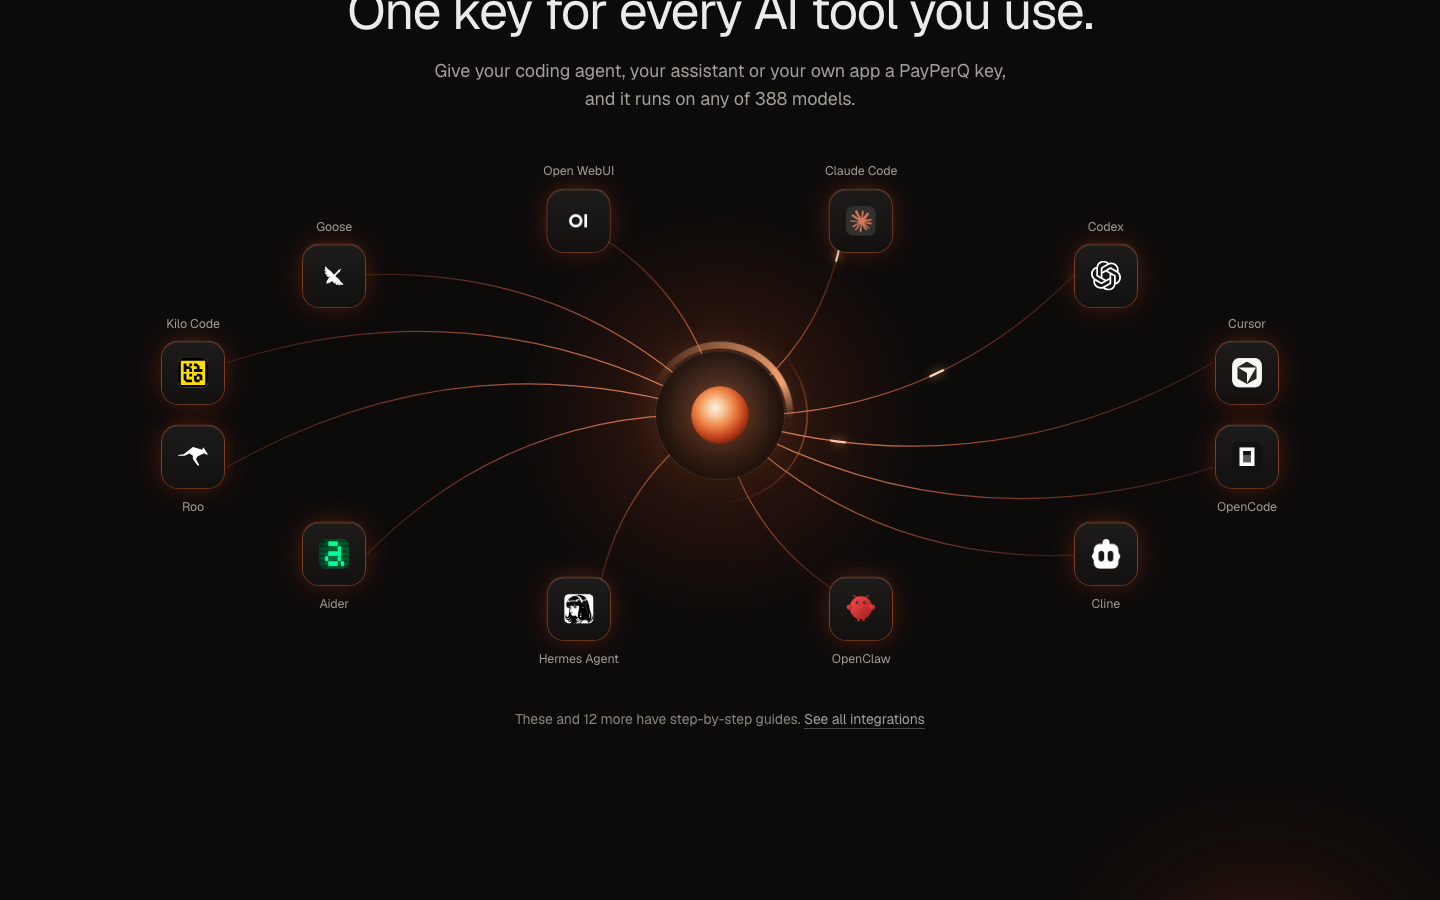 One key for every AI tool you use.
Give your coding agent, your assistant or your own app a PayPerQ key,
and it runs on any of 388 models.
Open WebUI
Claude Code
OI
Goose
Codex
Kilo Code
Cursor
KILO
Roo
OpenCode
a
Aider
Cline
Hermes Agent
OpenClaw
These and 12 more have step-by-step guides. See all integrations